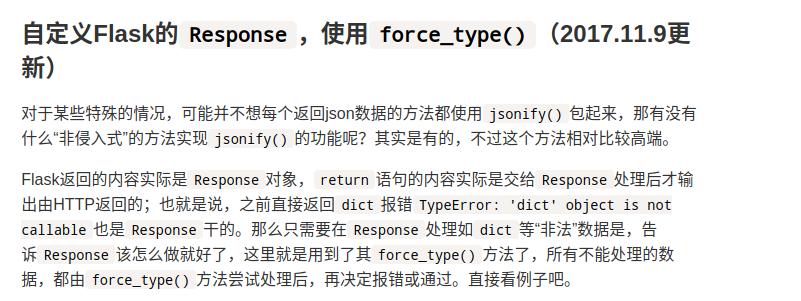 自定义Flask的 Response ，使用 force_type() （2017.11.9更
新）
对于某些特殊的情况，可能并不想每个返回json数据的方法都使用 jsonify() 包起来，那有没有
什么“非侵入式”的方法实现 jsonify() 的功能呢？其实是有的，不过这个方法相对比较高端。
Flask返回的内容实际是 Response 对象， return 语句的内容实际是交给 Response 处理后才输
出由HTTP返回的；也就是说，之前直接返回 dict 报错 TypeError: 'dict' object is not
callable 也是 Response 干的。那么只需要在 Response 处理如 dict 等“非法”数据是，告
诉 Response 该怎么做就好了，这里就是用到了其 force_type() 方法了，所有不能处理的数
据，都由 force_type() 方法尝试处理后，再决定报错或通过。直接看例子吧。